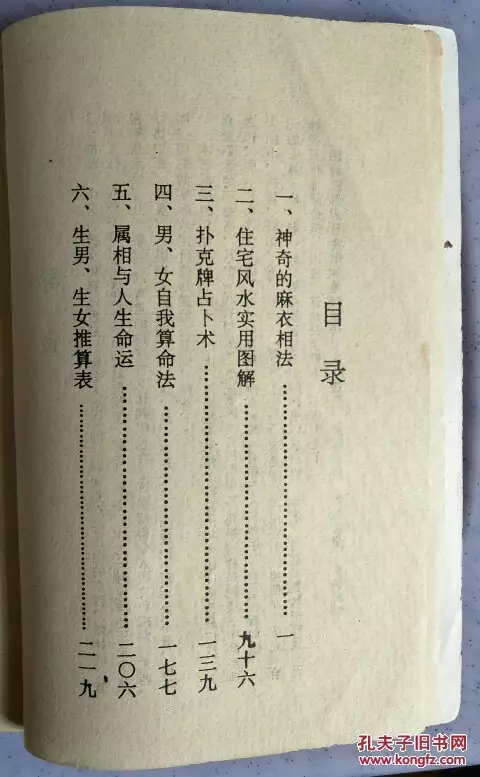 目录
一、神奇的麻衣相法……………………一
二、住宅风水实用图解…………………九十六
三、扑克牌占卜术………………………一三九
四、男、女自我算命法…………………一七七
五、属相与人生命运……………………二〇六
六、生男、生女推算表…………………二一九
孔夫子旧书网
www.kongfz.com